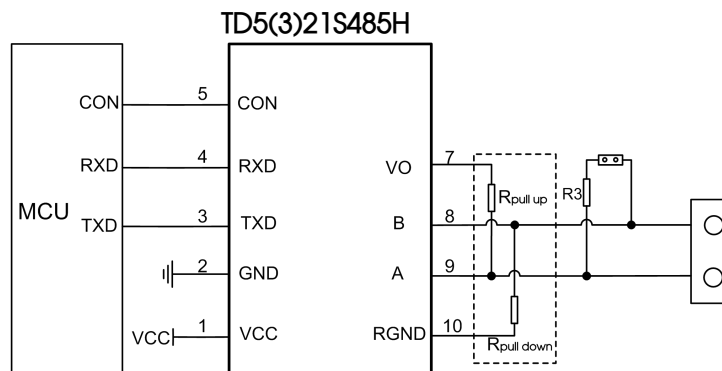 TD5(3)21S485H
CON 5 CON
RXD 4 RXD
VO 7
Rpull up
R3
MCU
TXD 3 TXD
B 8
2 GND
A 9
VCC 1 VCC
RGND 10
Rpull down